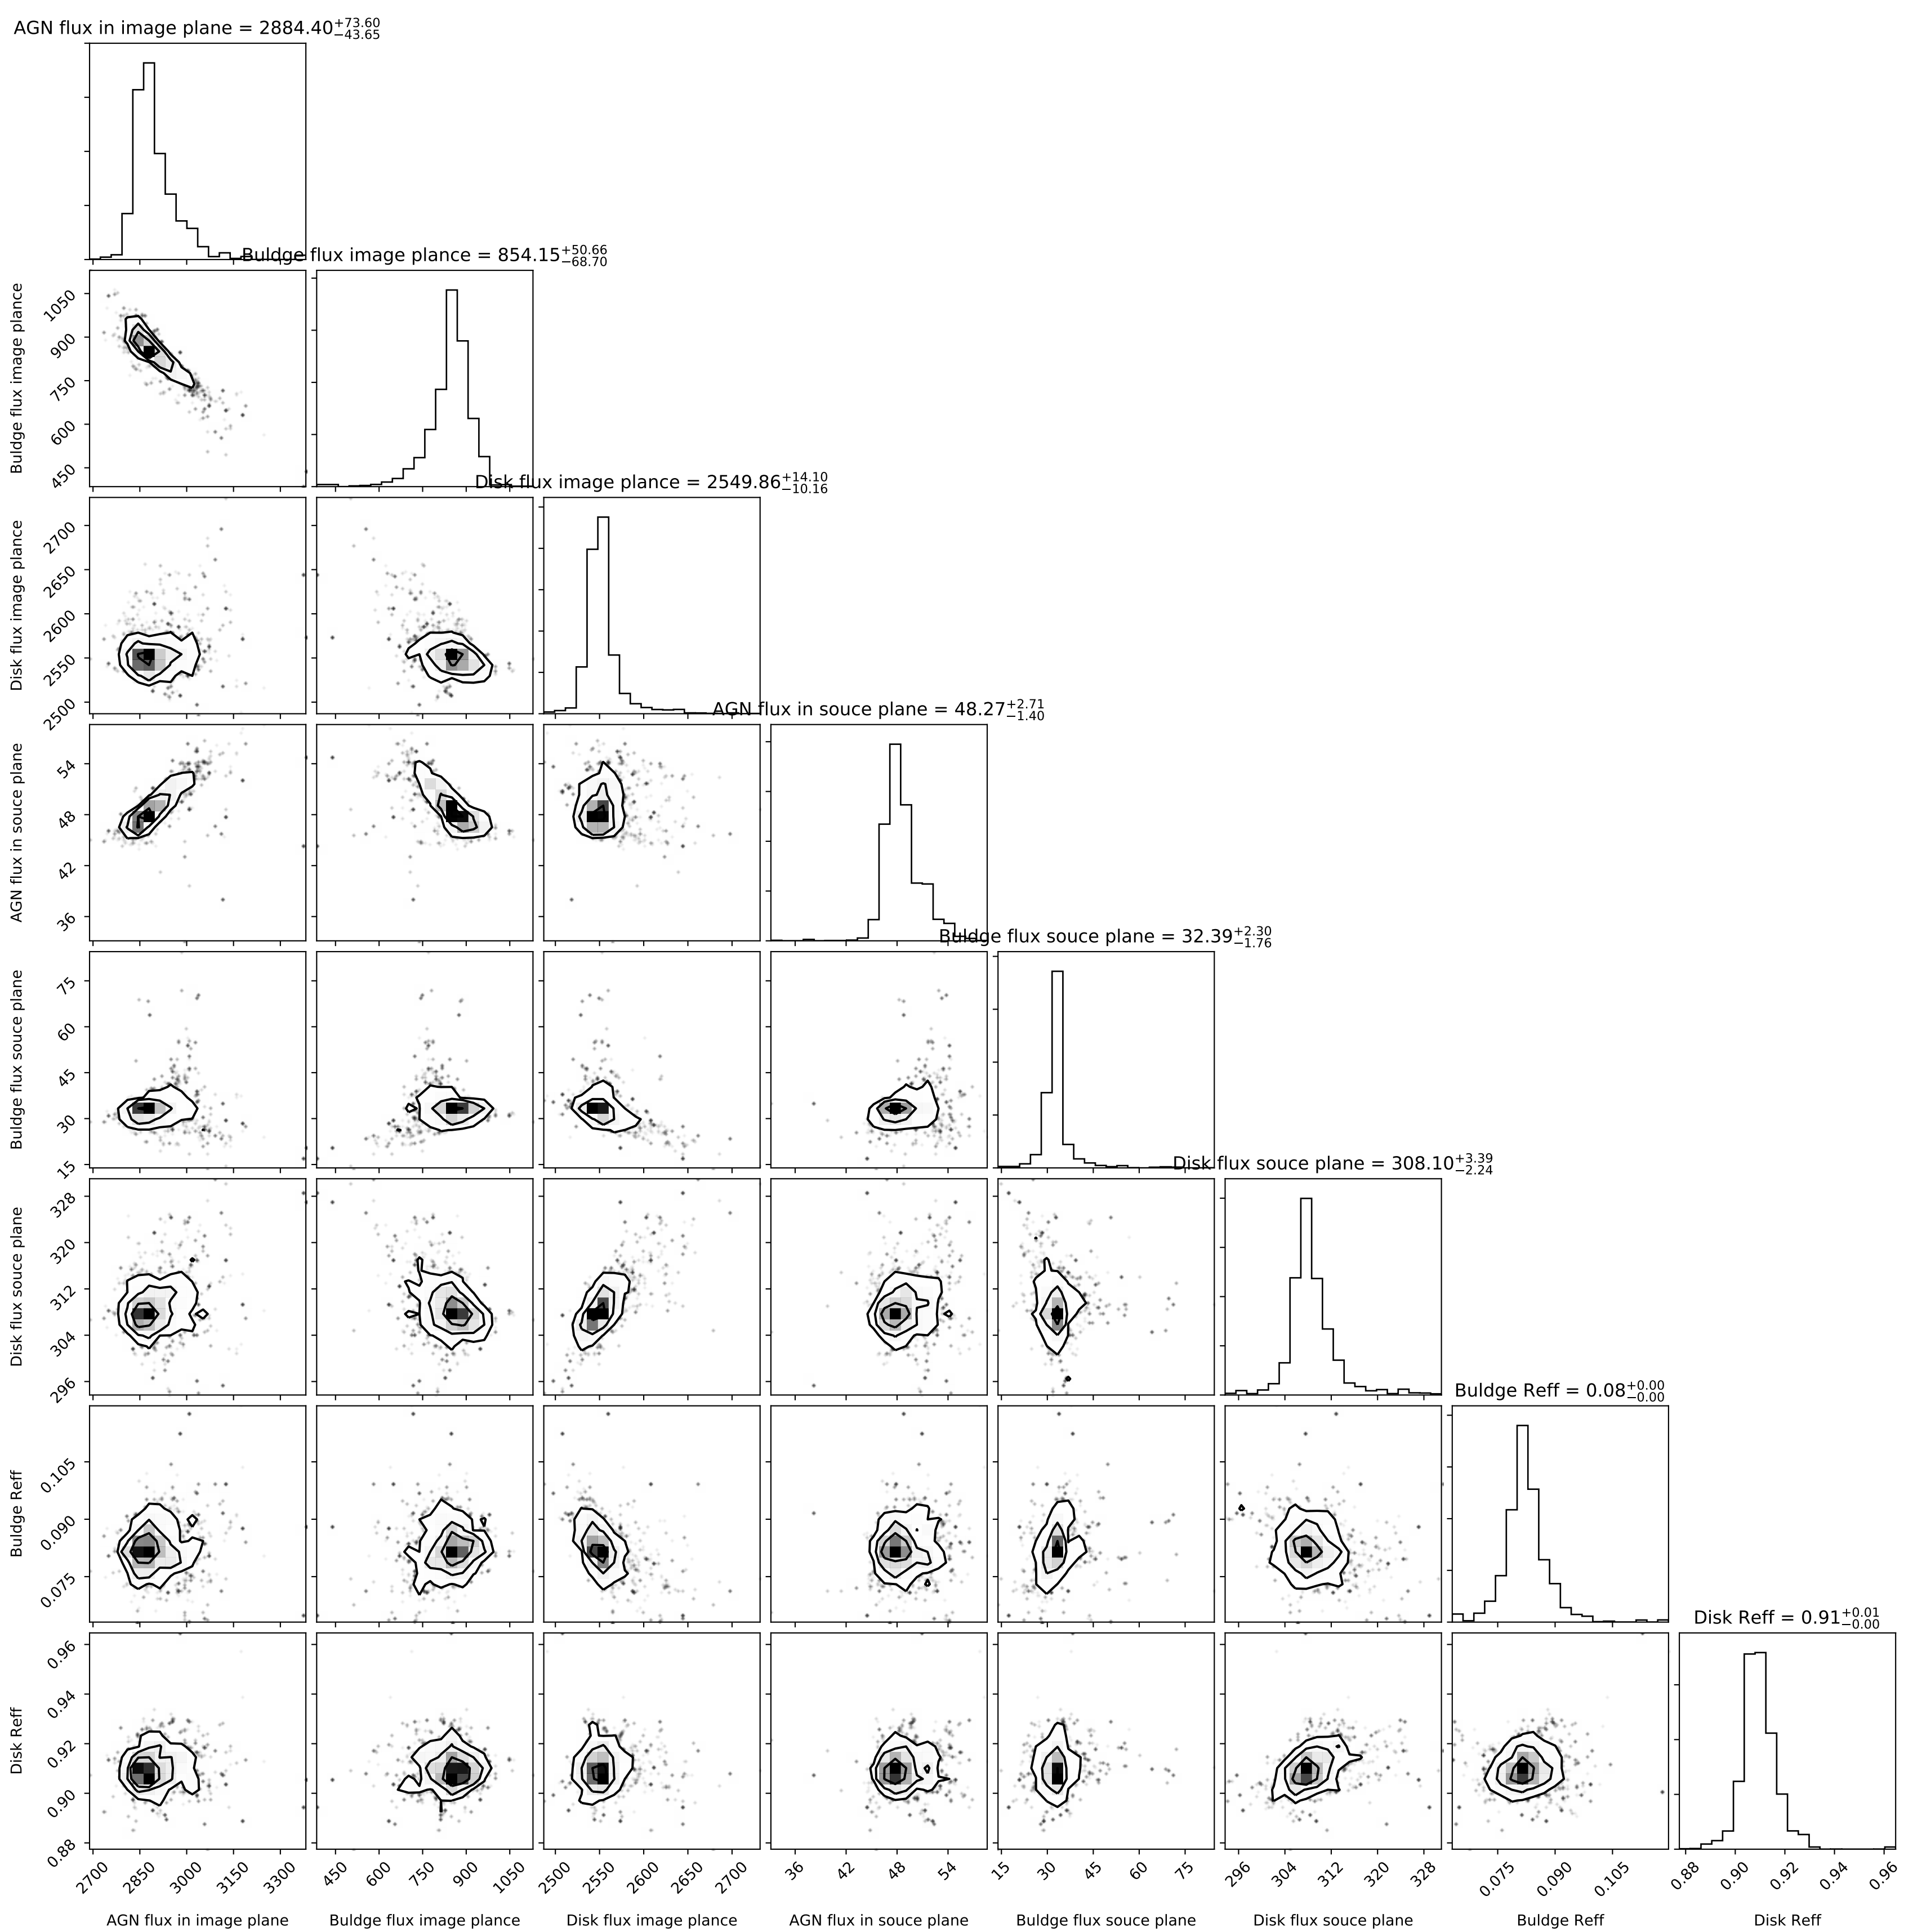 AGN flux in image plane = 2884.40+73.60−43.65
Buldge flux image plance = 854.15+50.66−68.70
1050
900
750
600
450
Buldge flux image plance
Disk flux image plance = 2549.86+14.10−10.16
2700
2650
2600
2550
2500
Disk flux image plance
AGN flux in souce plane = 48.27+2.71−1.40
54
48
42
36
AGN flux in souce plane
Buldge flux souce plane = 32.39+2.30−1.76
75
60
45
30
15
Buldge flux souce plane
Disk flux souce plane = 308.10+3.39−2.24
328
320
312
304
296
Disk flux souce plane
Buldge Reff = 0.08+0.00−0.00
0.105
0.090
0.075
Buldge Reff
Disk Reff = 0.91+0.01−0.00
0.96
0.94
0.92
0.90
0.88
Disk Reff
2700 2850 3000 3150 3300 450 600 750 900 1050 2500 2550 2600 2650 2700 36 42 48 54 15 30 45 60 75 296 304 312 320 328 0.075 0.090 0.105 0.88 0.90 0.92 0.94 0.96
AGN flux in image plane Buldge flux image plance Disk flux image plance AGN flux in souce plane Buldge flux souce plane Disk flux souce plane Buldge Reff Disk Reff